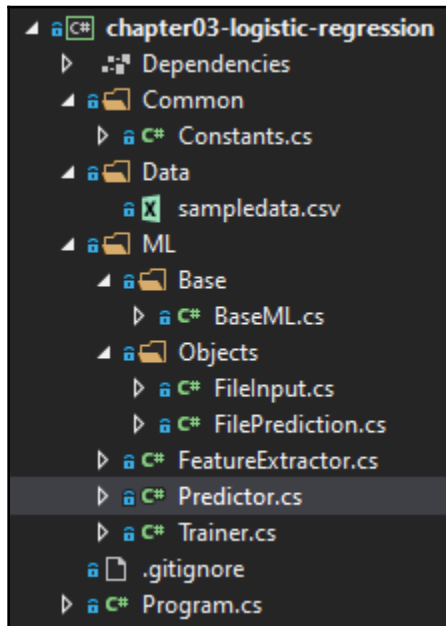 C# chapter03-logistic-regression
Dependencies
Common
C# Constants.cs
Data
X sampledata.csv
ML
Base
C# BaseML.cs
Objects
C# FileInput.cs
C# FilePrediction.cs
C# FeatureExtractor.cs
C# Predictor.cs
C# Trainer.cs
.gitignore
C# Program.cs